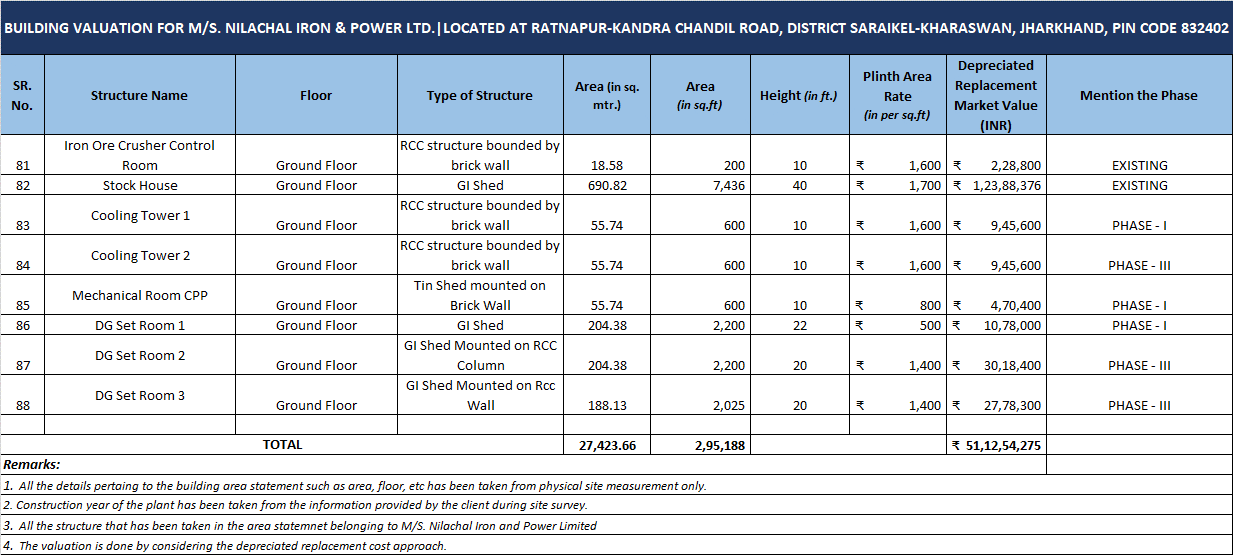 BUILDING VALUATION FOR M/S. NILACHAL IRON & POWER LTD.|LOCATED AT RATNAPUR-KANDRA CHANDIL ROAD, DISTRICT SARAIKEL-KHARASWAN, JHARKHAND, PIN CODE 832402
SR. No. Structure Name Floor Type of Structure Area (in sq. mtr.) Area (in sq.ft) Height (in ft.) Plinth Area Rate (in per sq.ft) Depreciated Replacement Market Value (INR) Mention the Phase
81 Iron Ore Crusher Control Room Ground Floor RCC structure bounded by brick wall 18.58 200 10 ₹ 1,600 ₹ 2,28,800 EXISTING
82 Stock House Ground Floor GI Shed 690.82 7,436 40 ₹ 1,700 ₹ 1,23,88,376 EXISTING
83 Cooling Tower 1 Ground Floor RCC structure bounded by brick wall 55.74 600 10 ₹ 1,600 ₹ 9,45,600 PHASE - I
84 Cooling Tower 2 Ground Floor RCC structure bounded by brick wall 55.74 600 10 ₹ 1,600 ₹ 9,45,600 PHASE - III
85 Mechanical Room CPP Ground Floor Tin Shed mounted on Brick Wall 55.74 600 10 ₹ 800 ₹ 4,70,400 PHASE - I
86 DG Set Room 1 Ground Floor GI Shed 204.38 2,200 22 ₹ 500 ₹ 10,78,000 PHASE - I
87 DG Set Room 2 Ground Floor GI Shed Mounted on RCC Column 204.38 2,200 20 ₹ 1,400 ₹ 30,18,400 PHASE - III
88 DG Set Room 3 Ground Floor GI Shed Mounted on Rcc Wall 188.13 2,025 20 ₹ 1,400 ₹ 27,78,300 PHASE - III
TOTAL 27,423.66 2,95,188 ₹ 51,12,54,275
Remarks:
1. All the details pertaing to the building area statement such as area, floor, etc has been taken from physical site measurement only.
2. Construction year of the plant has been taken from the information provided by the client during site survey.
3. All the structure that has been taken in the area statemnet belonging to M/S. Nilachal Iron and Power Limited
4. The valuation is done by considering the depreciated replacement cost approach.